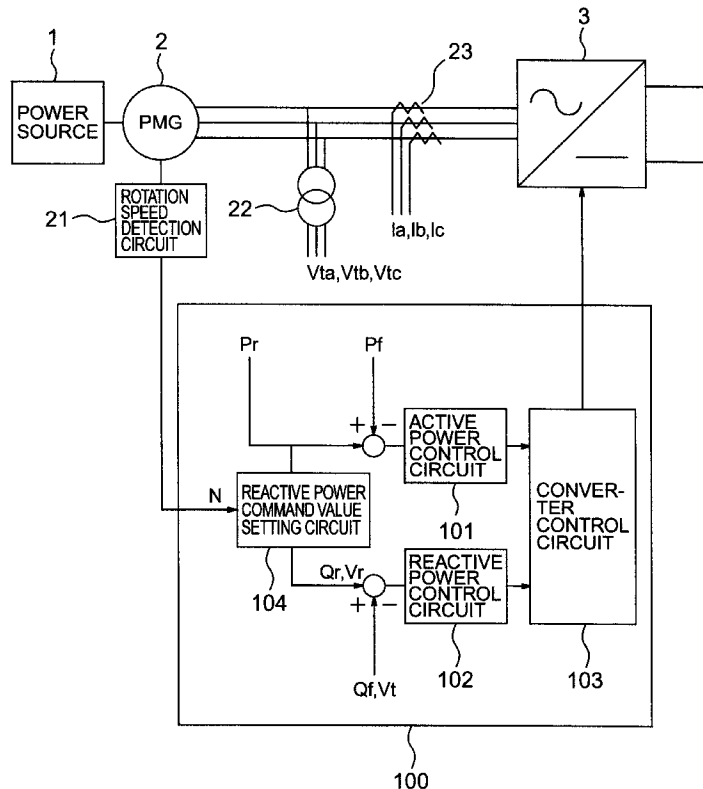 1
2
3
23
POWER
SOURCE
PMG
21
ROTATION
SPEED
DETECTION
CIRCUIT
22
Ia,Ib,Ic
Vta,Vtb,Vtc
Pr
Pf
+ −
ACTIVE
POWER
CONTROL
CIRCUIT
101
N
REACTIVE POWER
COMMAND VALUE
SETTING CIRCUIT
104
CONVER-
TER
CONTROL
CIRCUIT
Qr,Vr
+ −
REACTIVE
POWER
CONTROL
CIRCUIT
102
103
Qf,Vt
100